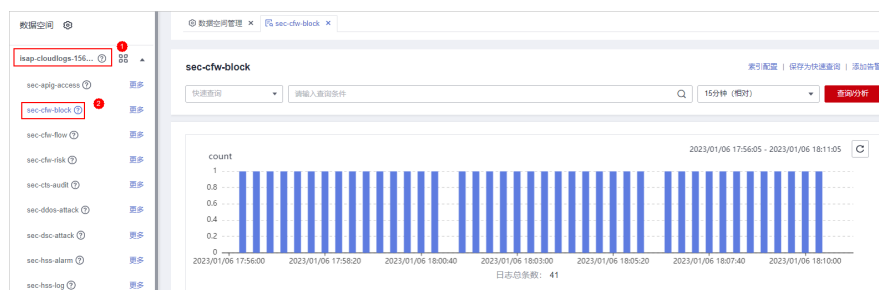 数据空间
数据空间管理 ×
sec-cfw-block ×
1
isap-cloudlogs-156...
sec-apig-access 更多
sec-cfw-block 更多
2
sec-cfw-flow 更多
sec-cfw-risk 更多
sec-cts-audit 更多
sec-ddos-attack 更多
sec-dsc-attack 更多
sec-hss-alarm 更多
sec-hss-log 更多
sec-cfw-block
索引配置 | 保存为快速查询 | 添加告警
快速查询 请输入查询条件 15分钟（相对） 查询/分析
2023/01/06 17:56:05 - 2023/01/06 18:11:05
count
1
0.8
0.6
0.4
0.2
0
2023/01/06 17:56:00 2023/01/06 17:58:20 2023/01/06 18:00:40 2023/01/06 18:03:00 2023/01/06 18:05:20 2023/01/06 18:07:40 2023/01/06 18:10:00
日志总条数： 41